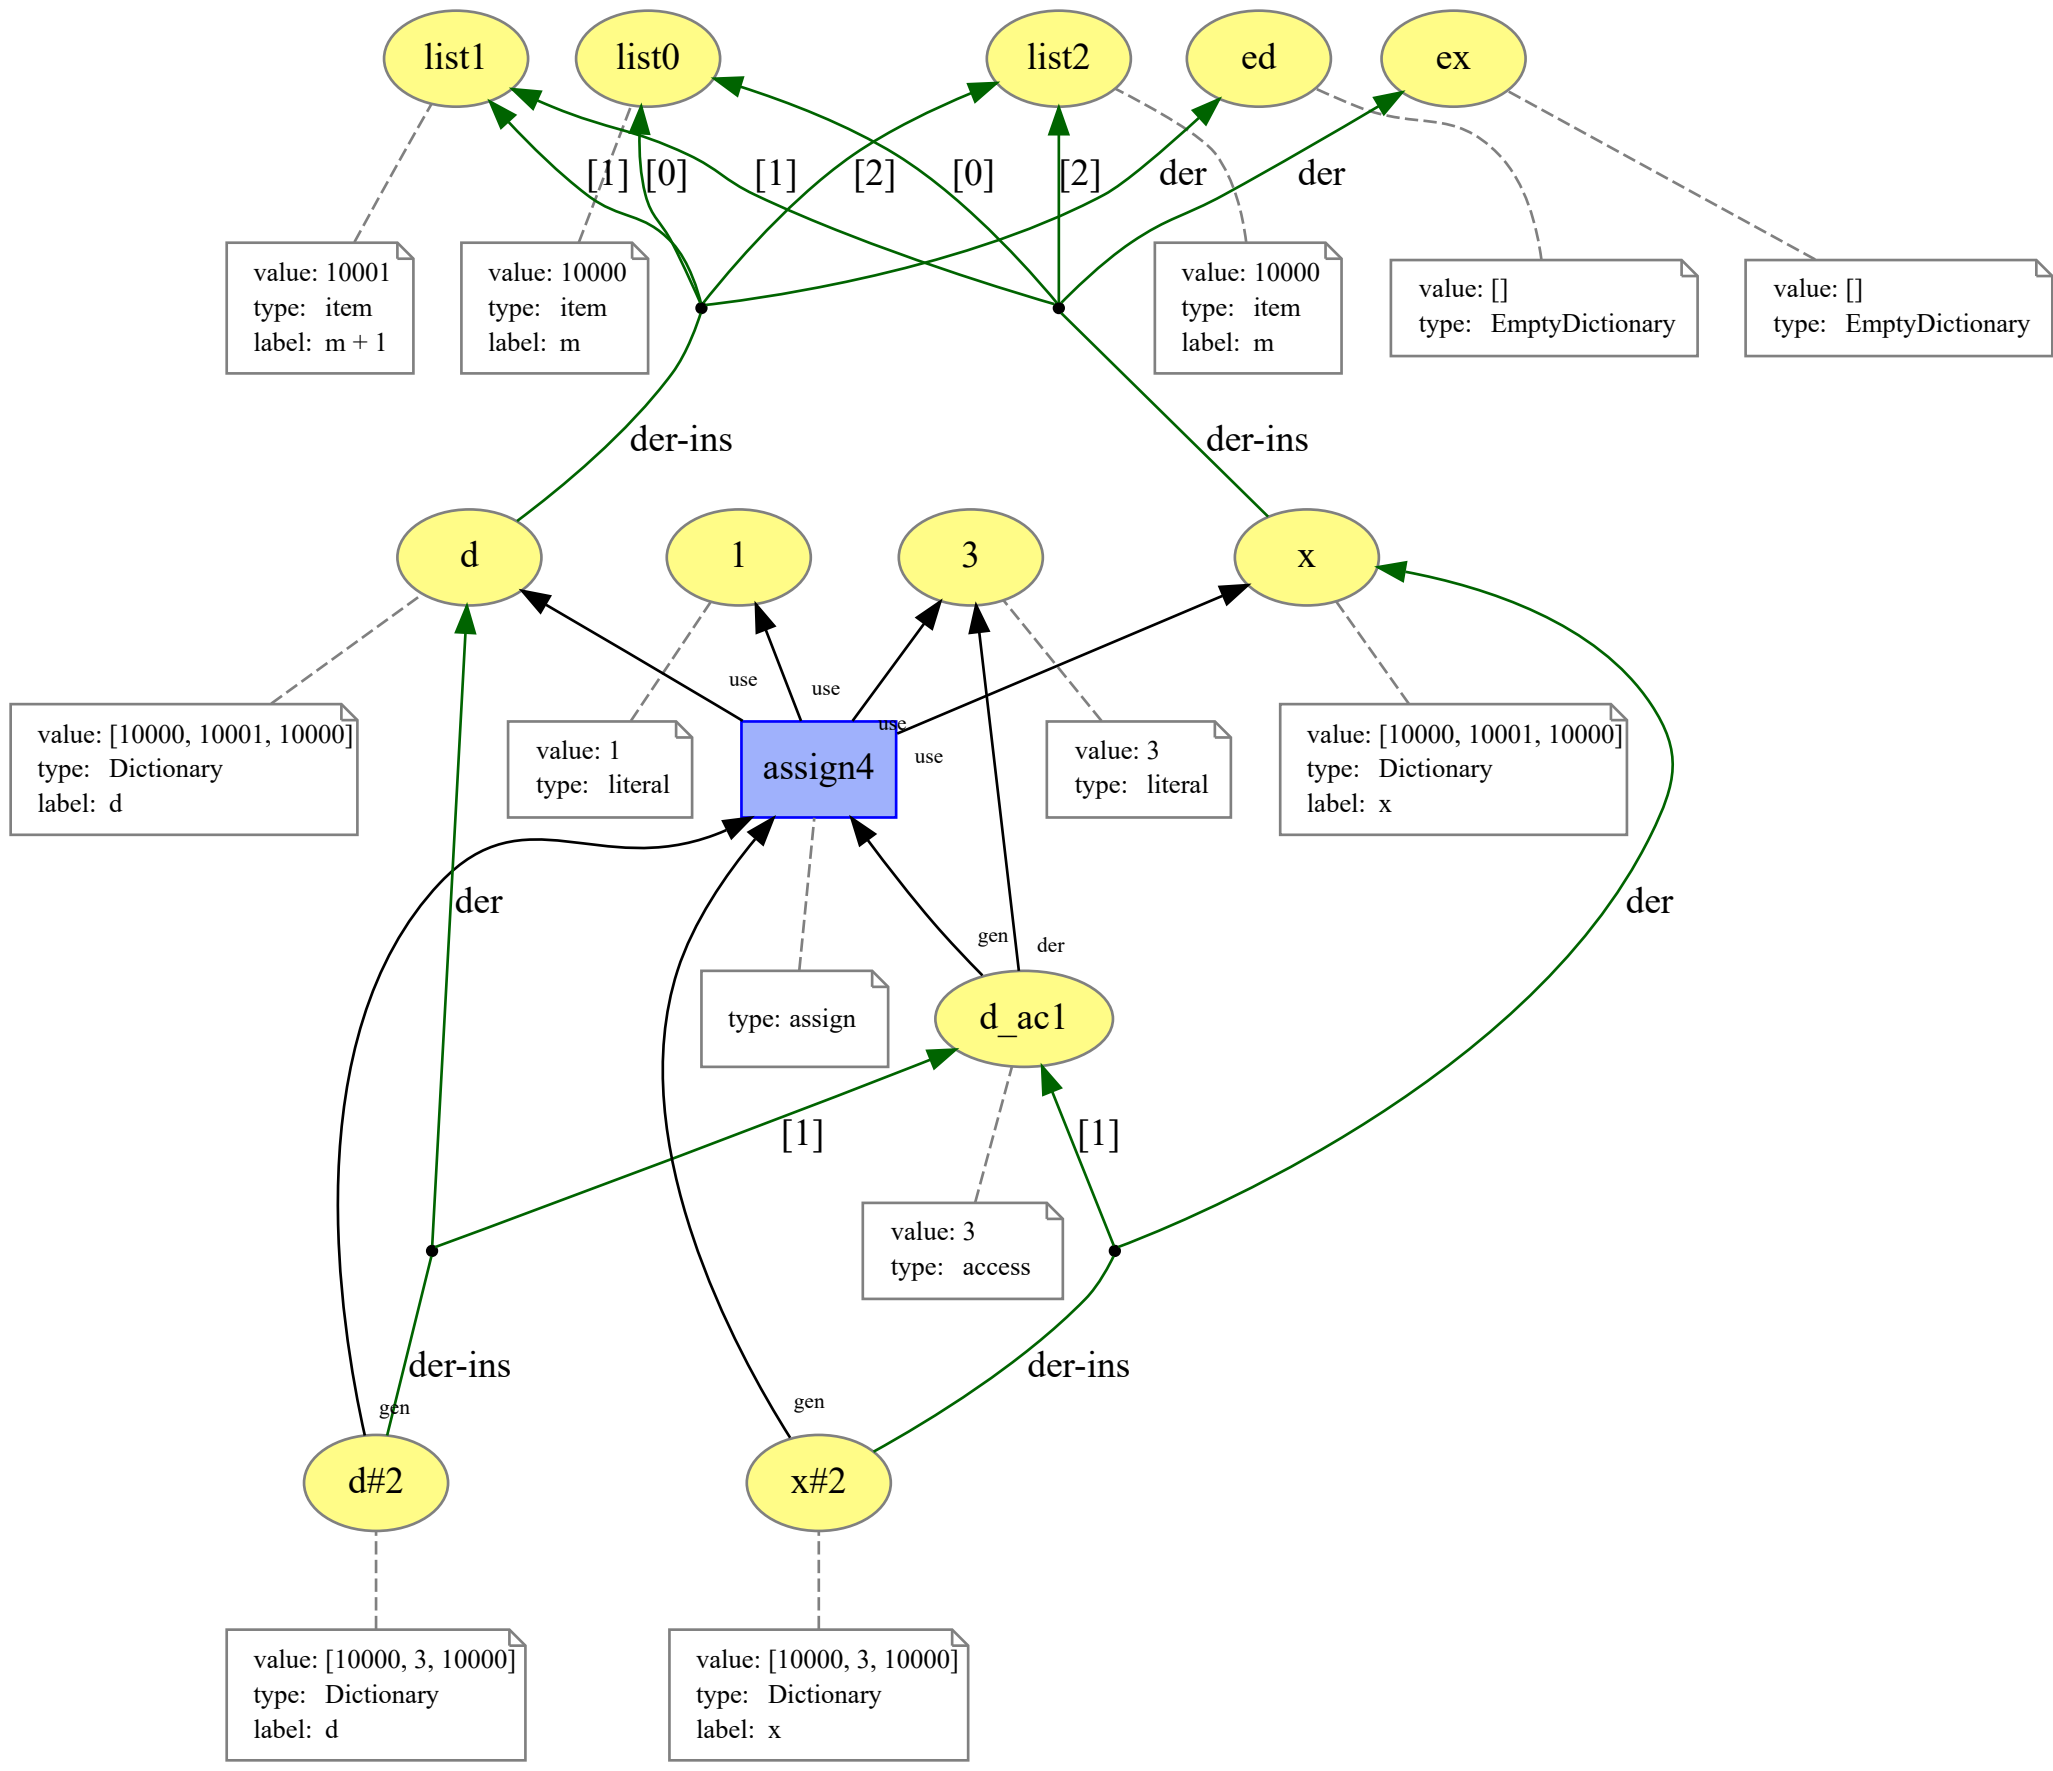 list1
list0
list2
ed
ex
[1]
[0]
[1]
[2]
[0]
[2]
der
der
value: 10001
type: item
label: m + 1
value: 10000
type: item
label: m
value: 10000
type: item
label: m
value: []
type: EmptyDictionary
value: []
type: EmptyDictionary
der-ins
der-ins
d
1
3
x
use
use
use
use
value: [10000, 10001, 10000]
type: Dictionary
label: d
value: 1
type: literal
assign4
value: 3
type: literal
value: [10000, 10001, 10000]
type: Dictionary
label: x
der
der
gen
der
type: assign
d_ac1
[1]
[1]
value: 3
type: access
der-ins
der-ins
gen
gen
d#2
x#2
value: [10000, 3, 10000]
type: Dictionary
label: d
value: [10000, 3, 10000]
type: Dictionary
label: x